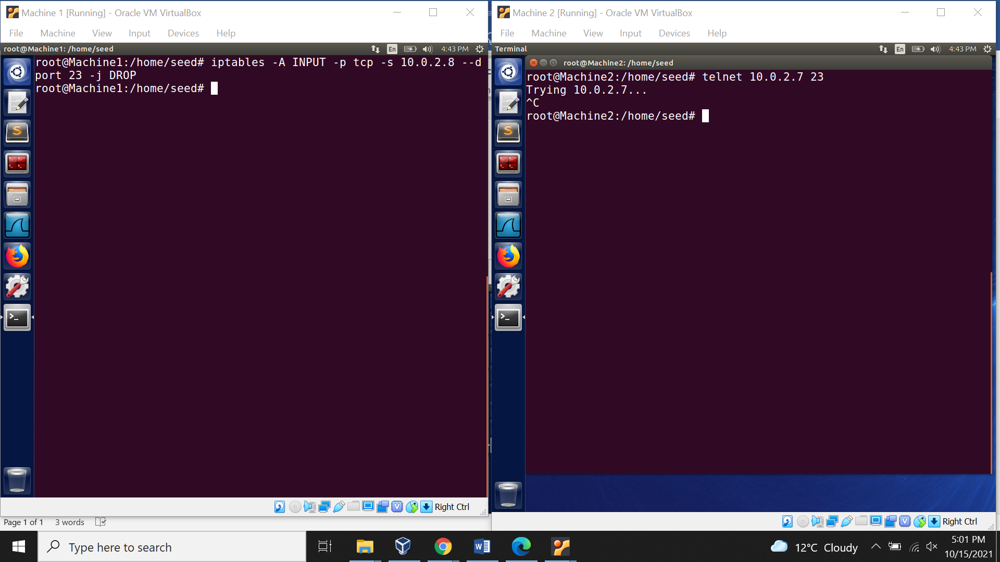 Machine 1 [Running] - Oracle VM VirtualBox
File Machine View Input Devices Help
root@Machine1: /home/seed En 4:43 PM
root@Machine1:/home/seed# iptables -A INPUT -p tcp -s 10.0.2.8 --d
port 23 -j DROP
root@Machine1:/home/seed#
Right Ctrl
Page 1 of 1 3 words
Machine 2 [Running] - Oracle VM VirtualBox
File Machine View Input Devices Help
Terminal En 4:43 PM
root@Machine2: /home/seed
root@Machine2:/home/seed# telnet 10.0.2.7 23
Trying 10.0.2.7...
^C
root@Machine2:/home/seed#
Right Ctrl
Type here to search
12°C Cloudy
5:01 PM
10/15/2021